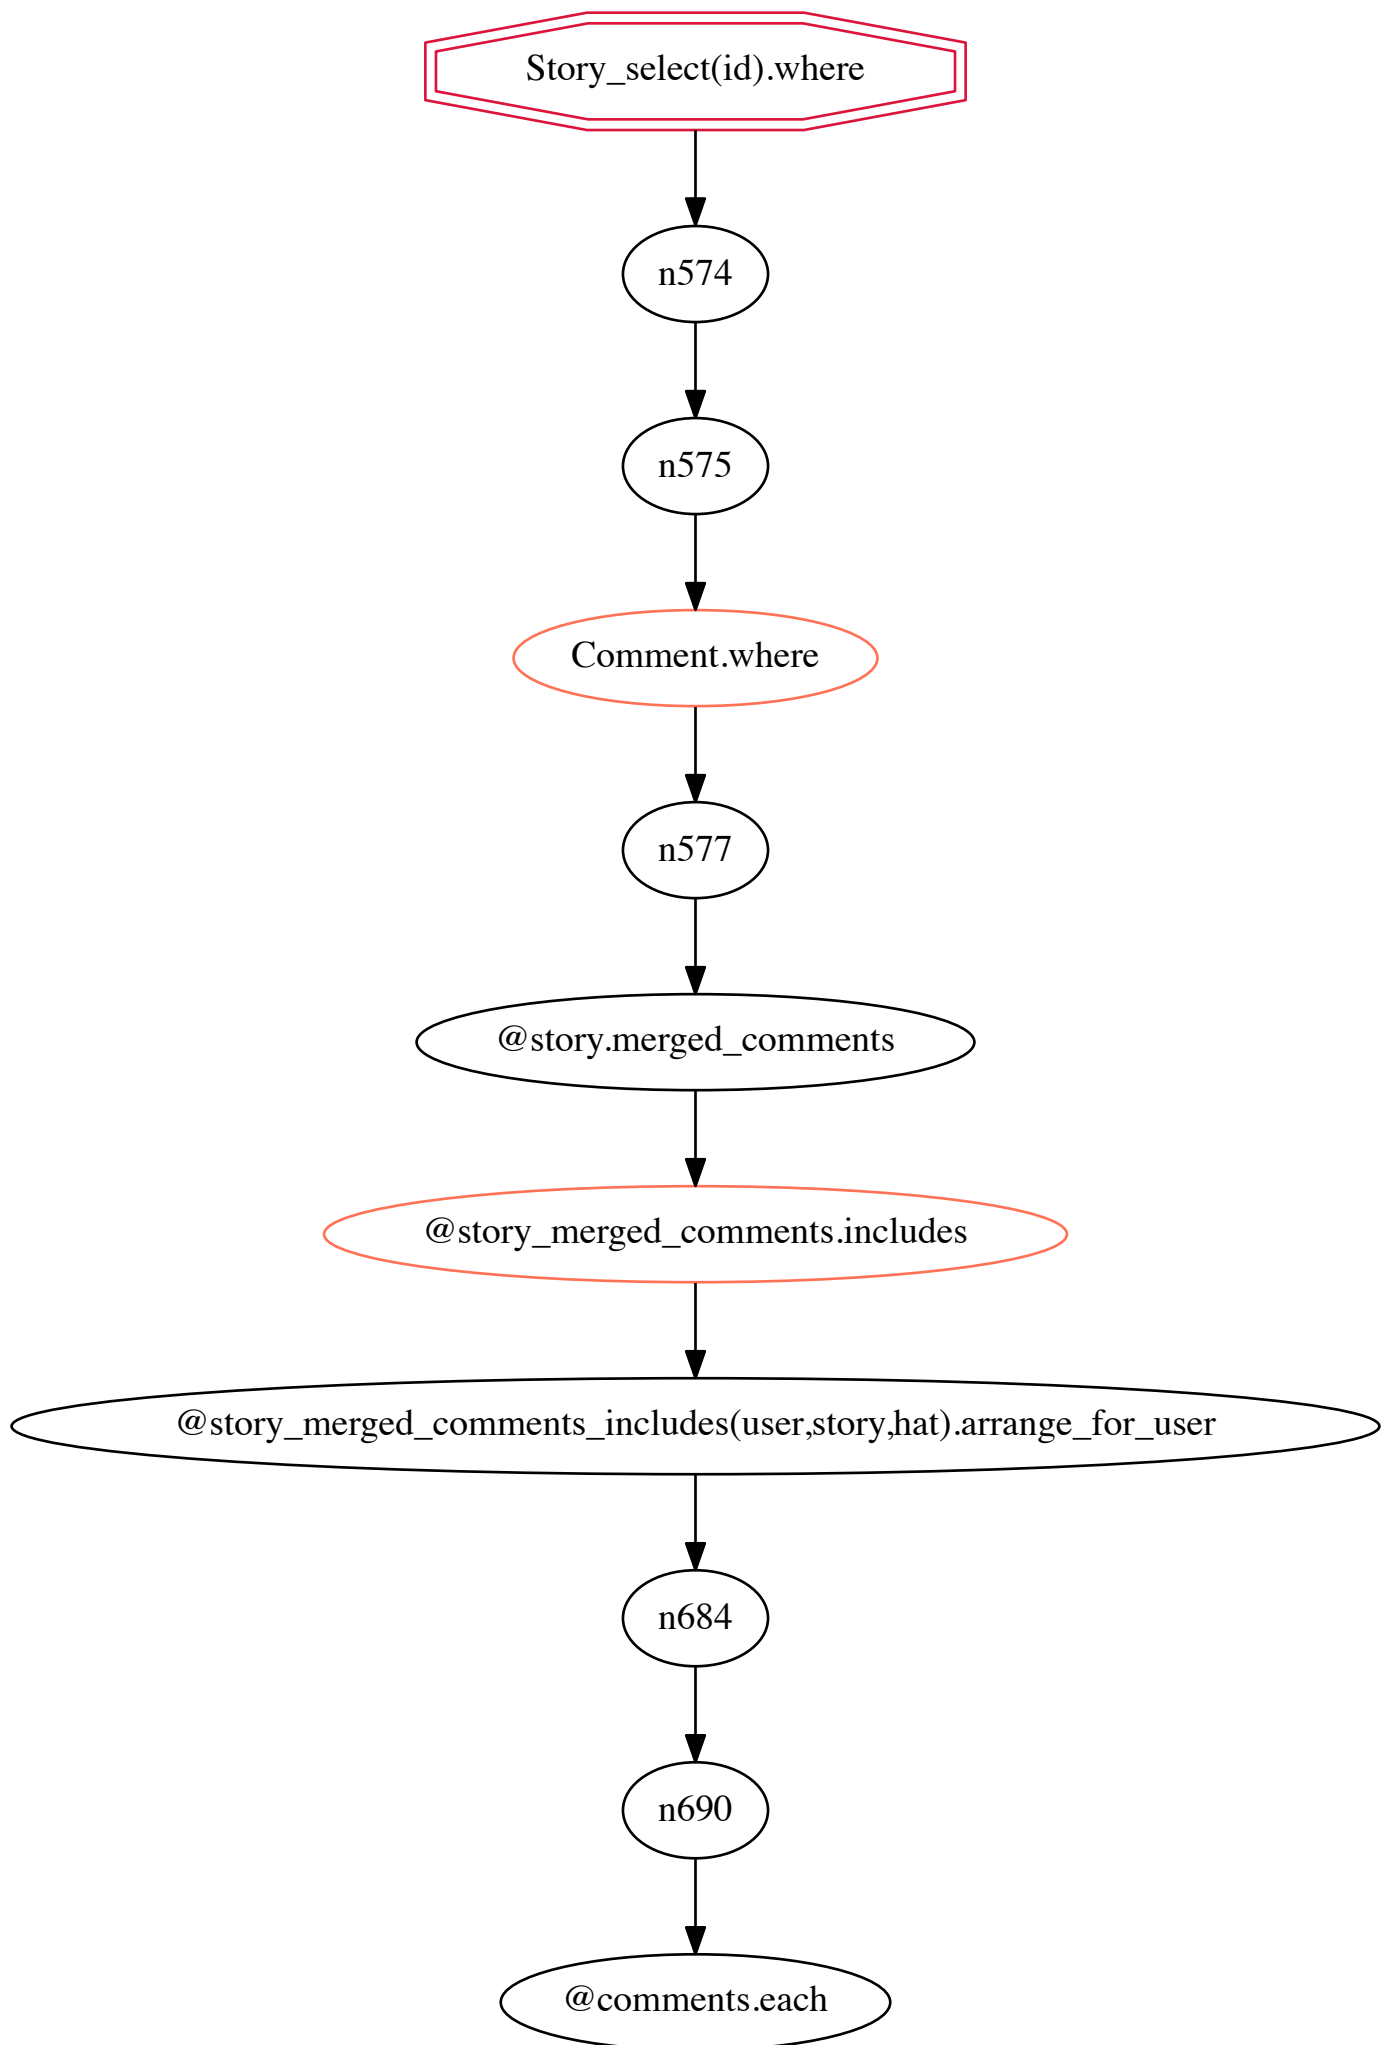 Story_select(id).where
n574
n575
Comment.where
n577
@story.merged_comments
@story_merged_comments.includes
@story_merged_comments_includes(user,story,hat).arrange_for_user
n684
n690
@comments.each